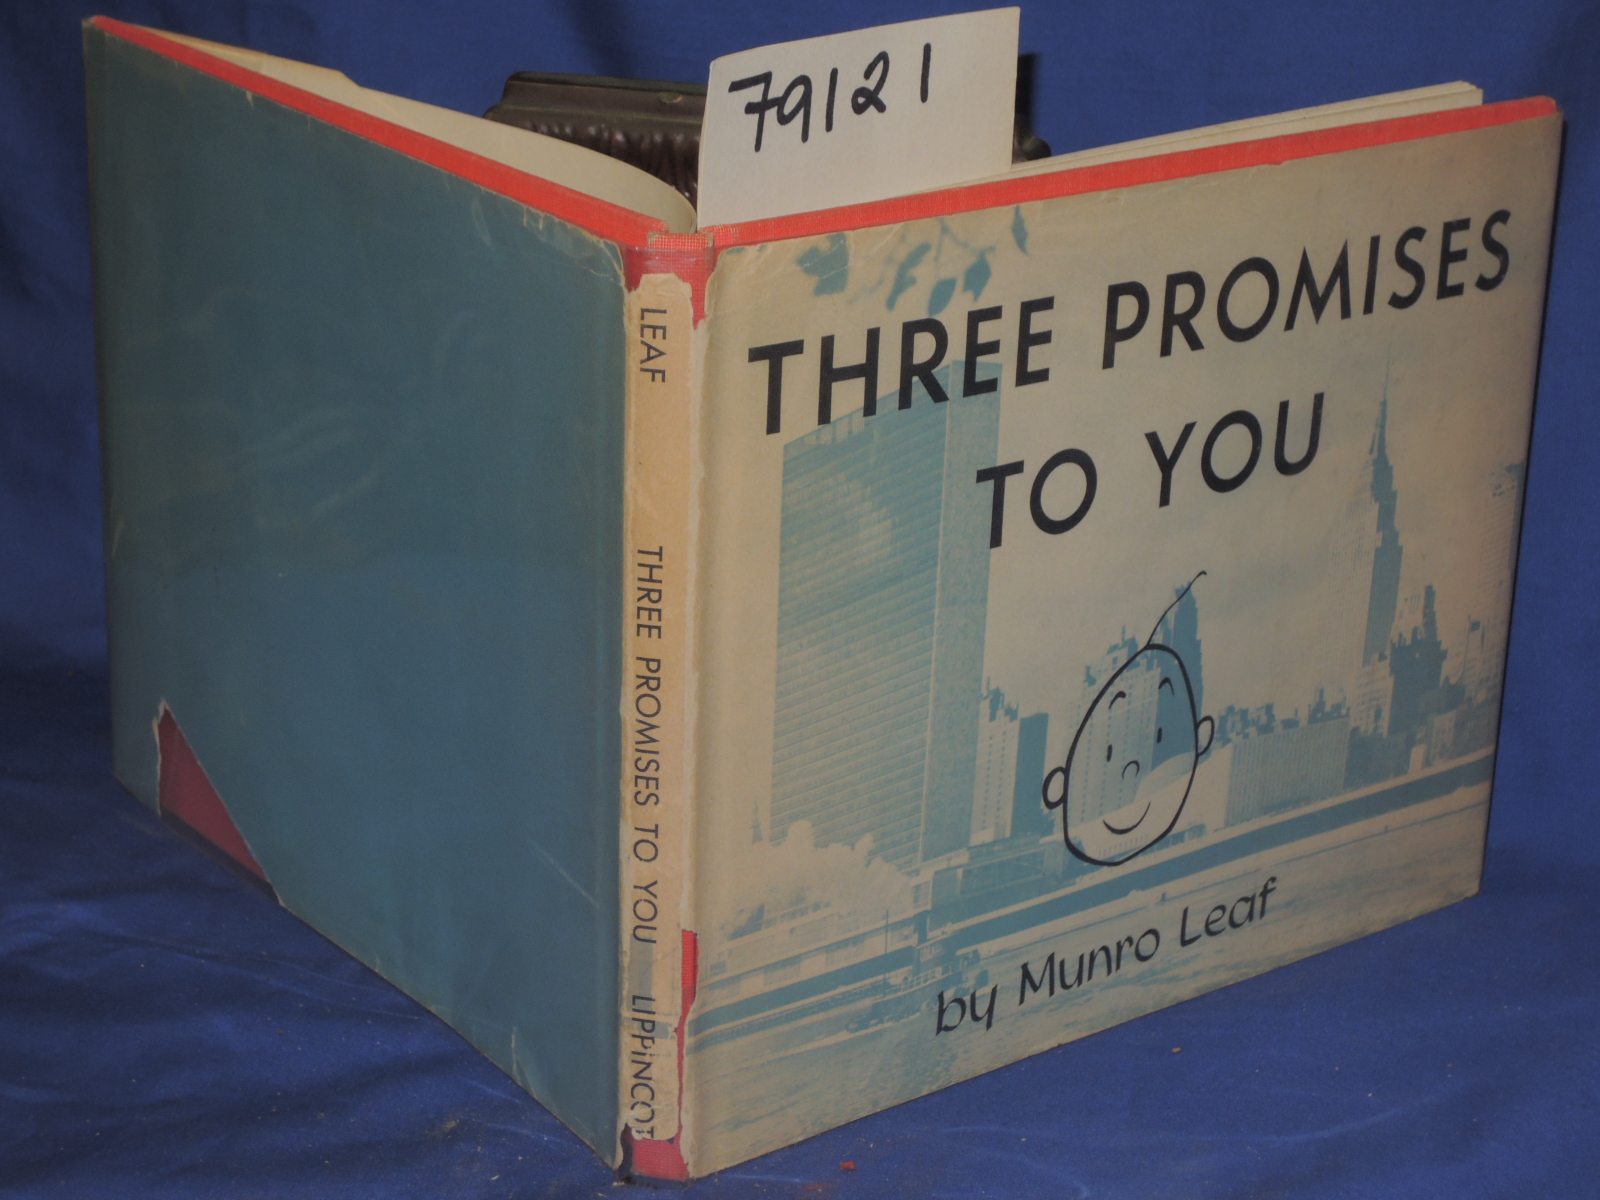 79121
THREE PROMISES
TO YOU
by Munro Leaf
LEAF THREE PROMISES TO YOU LIPPINCOT